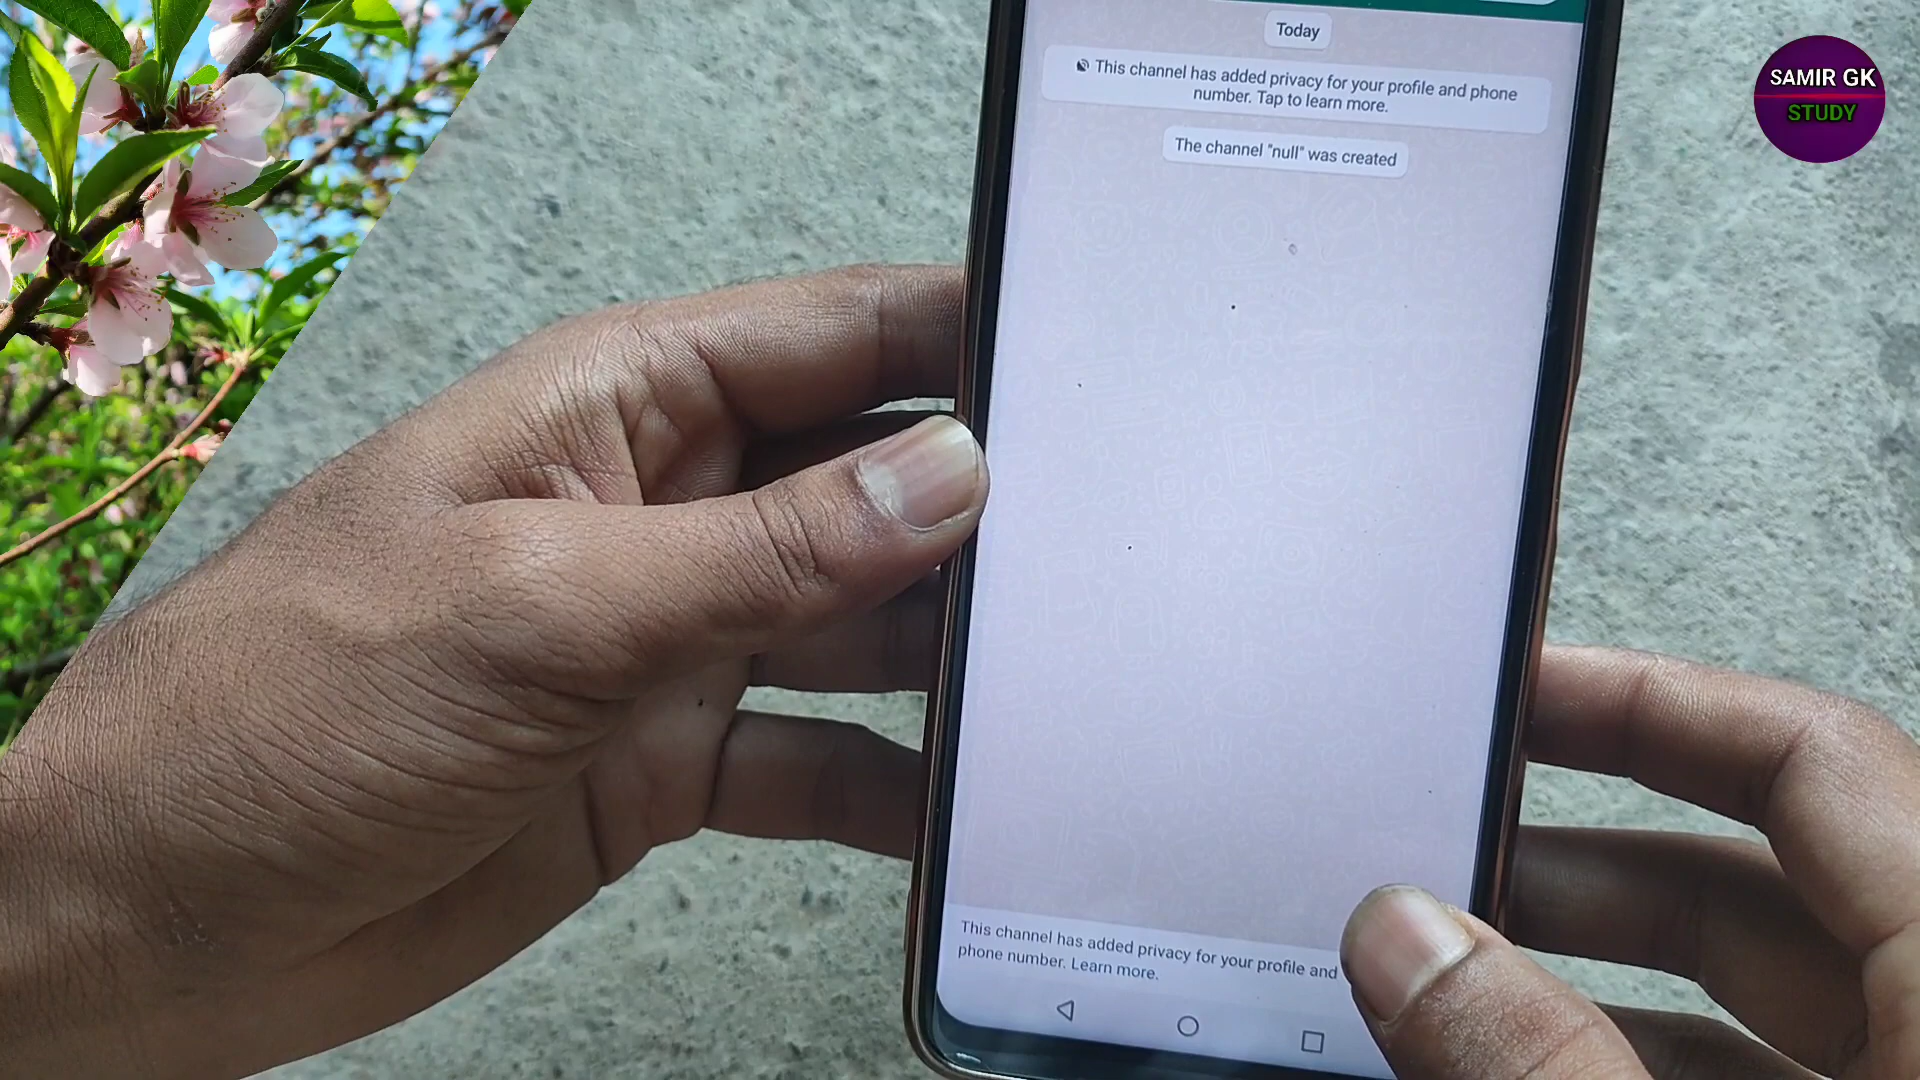 Today
This channel has added privacy for your profile and phone
number. Tap to learn more.
The channel "null" was created
This channel has added privacy for your profile and
phone number. Learn more.
SAMIR GK
STUDY